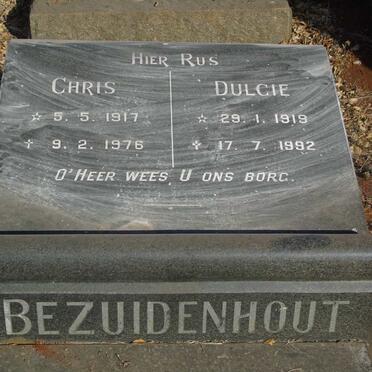 HIER RUS
CHRIS DULCIE
☆ 5. 5. 1917 ☆ 29. 1. 1919
✝ 9. 2. 1976 ✝ 17. 7. 1992
O' HEER WEES U ONS BORG.
BEZUIDENHOUT